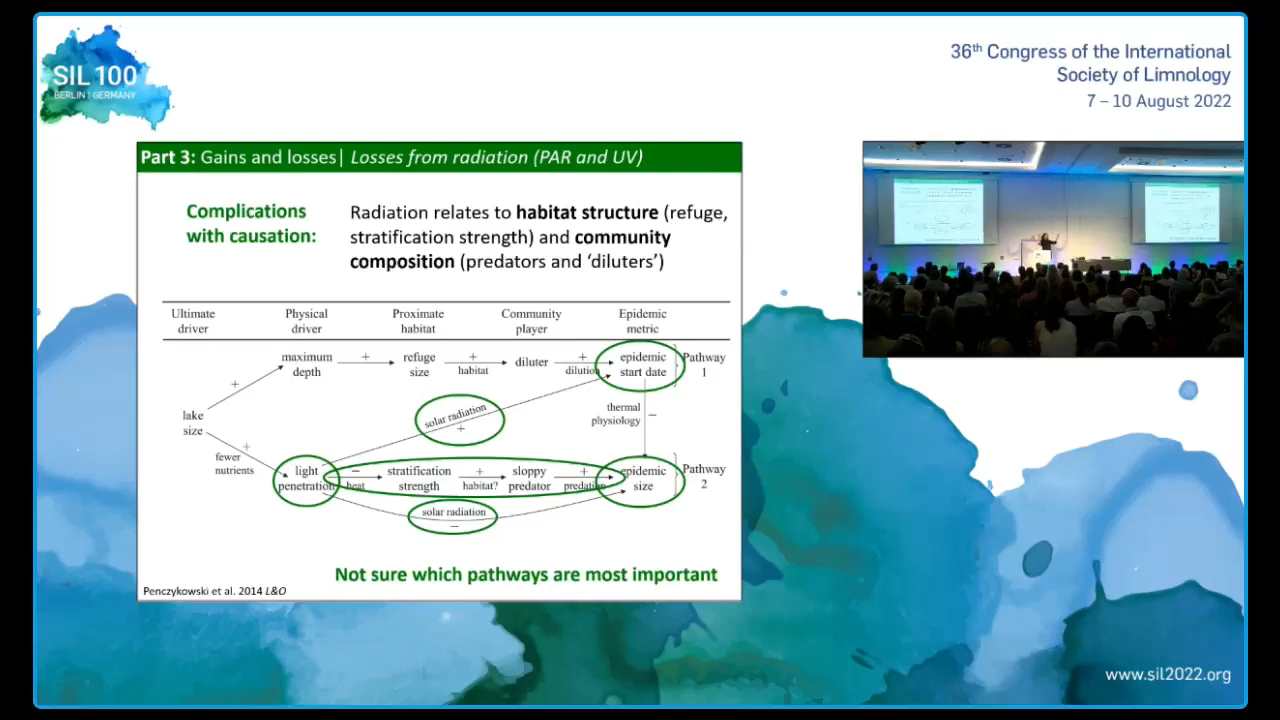 SIL 100
BERLIN | GERMANY
36th Congress of the International
Society of Limnology
7 – 10 August 2022
Part 3: Gains and losses| Losses from radiation (PAR and UV)
Complications
with causation:
Radiation relates to habitat structure (refuge,
stratification strength) and community
composition (predators and ‘diluters’)
Ultimate
driver
Physical
driver
Proximate
habitat
Community
player
Epidemic
metric
maximum
depth
+
refuge
size
+
habitat
diluter
+
dilution
epidemic
start date
Pathway
1
+
lake
size
solar radiation
+
thermal
physiology
–
+
fewer
nutrients
light
penetration
–
heat
stratification
strength
+
habitat?
sloppy
predator
+
predation
epidemic
size
Pathway
2
solar radiation
–
Not sure which pathways are most important
Penczykowski et al. 2014 L&O
www.sil2022.org